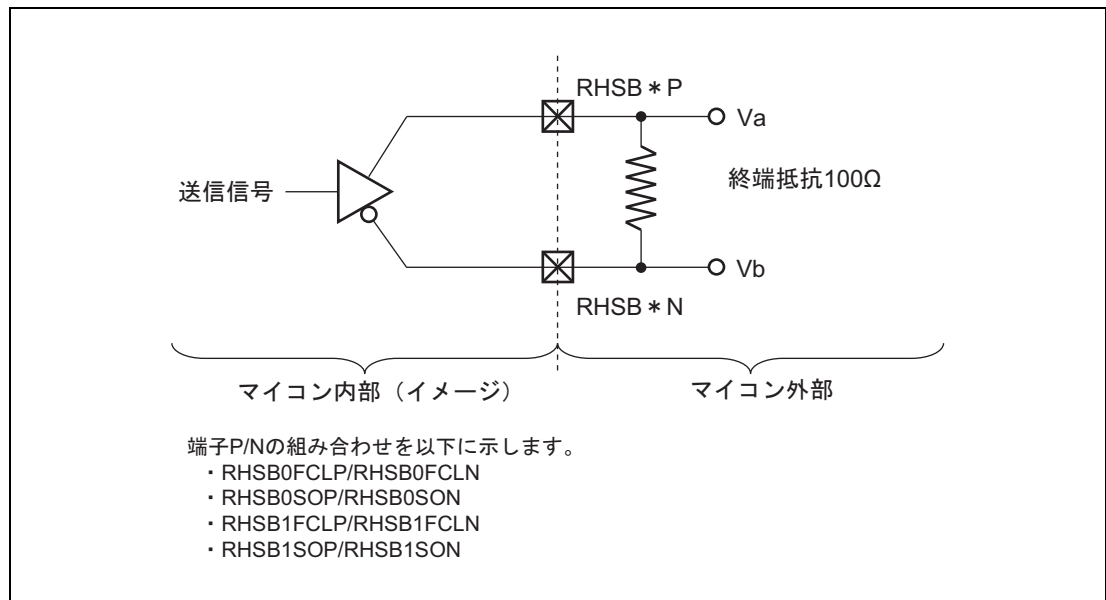 RHSB＊P
Va
送信信号
終端抵抗100Ω
Vb
RHSB＊N
マイコン内部（イメージ）
マイコン外部
端子P/Nの組み合わせを以下に示します。
・RHSB0FCLP/RHSB0FCLN
・RHSB0SOP/RHSB0SON
・RHSB1FCLP/RHSB1FCLN
・RHSB1SOP/RHSB1SON